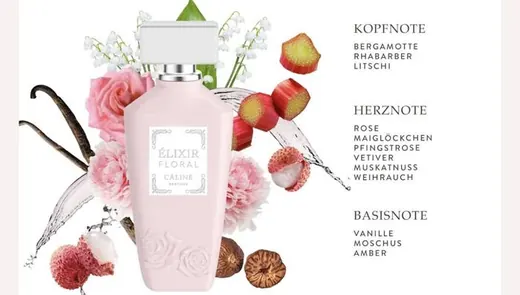 ÉLIXIR
FLORAL
CÂLINE
KOPFNOTE
BERGAMOTTE
RHABARBER
LITSCHI
HERZNOTE
ROSE
MAIGLÖCKCHEN
PFINGSTROSE
VETIVER
MUSKATNUSS
WEIHRAUCH
BASISNOTE
VANILLE
MOSCHUS
AMBER